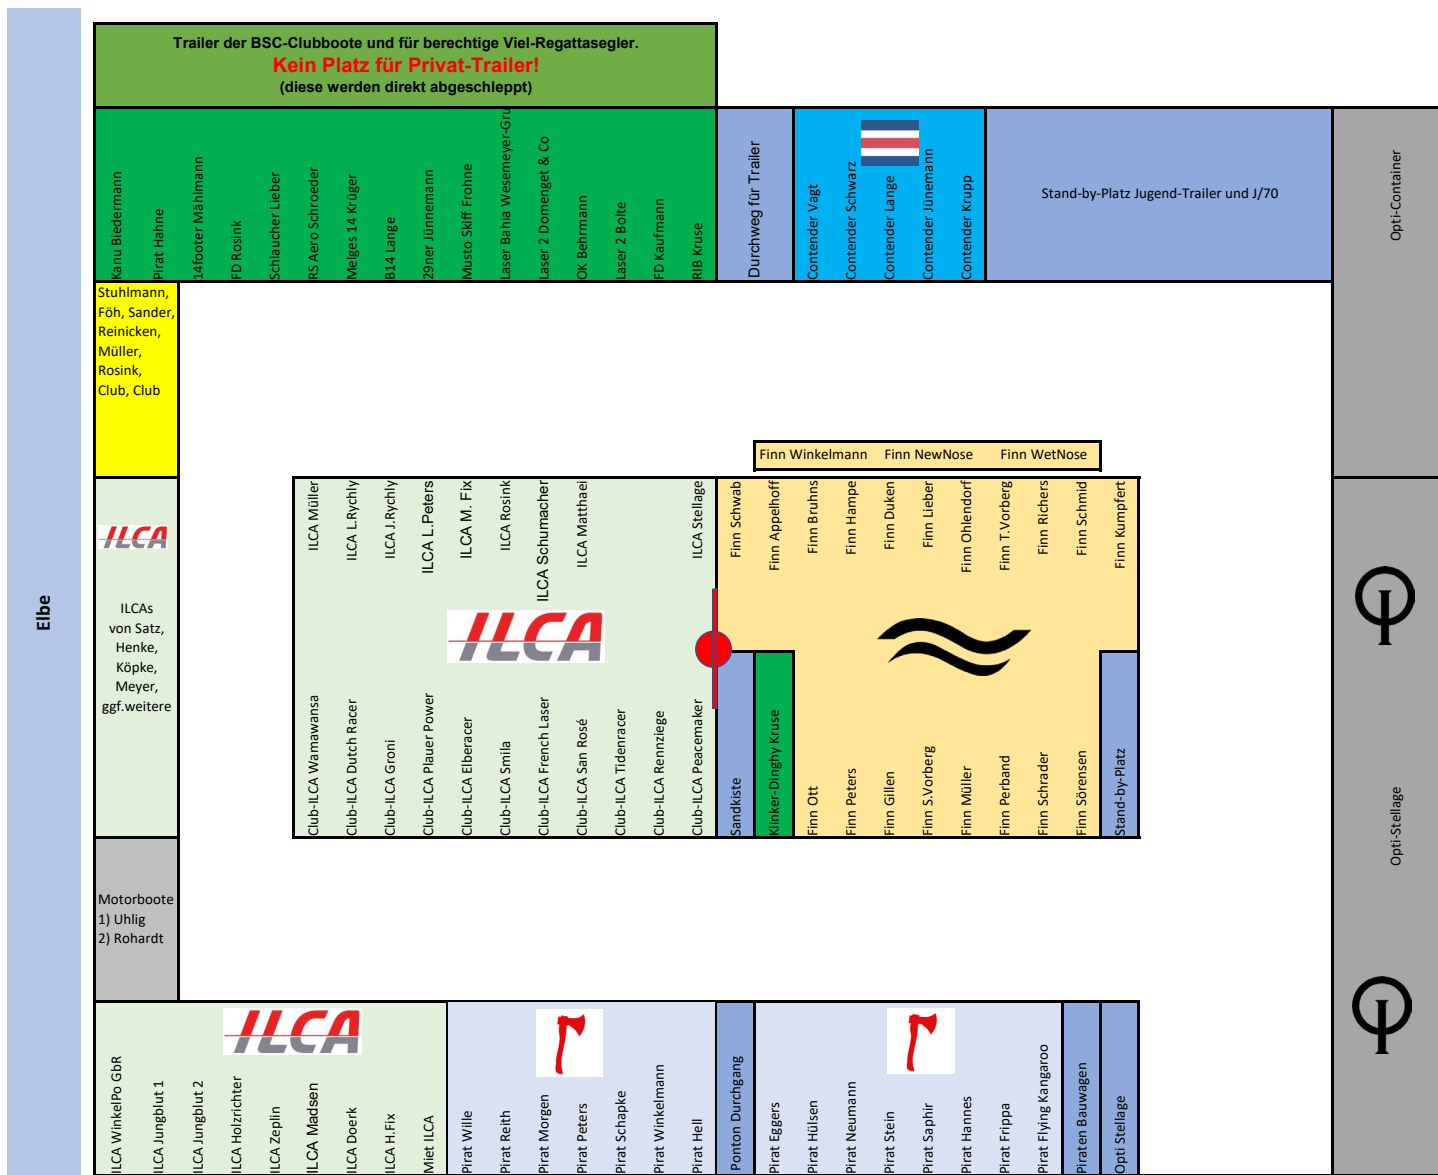 Trailer der BSC-Clubboote und für berechtige Viel-Regattasegler.
Kein Platz für Privat-Trailer!
(diese werden direkt abgeschleppt)
Kanu Biedermann
Pirat Hahne
14footer Mählmann
FD Rosink
Schlaucher Lieber
RS Aero Schroeder
Melges 14 Krüger
B14 Lange
29ner Jünnemann
Musto Skiff Frohne
Laser Bahia Wesemeyer-Gru
Laser 2 Domenget & Co
OK Behrmann
Laser 2 Bolte
FD Kaufmann
RIB Kruse
Durchweg für Trailer
Contender Vagt
Contender Schwarz
Contender Lange
Contender Jünemann
Contender Krupp
Stand-by-Platz Jugend-Trailer und J/70
Opti-Container
Stuhlmann,
Föh, Sander,
Reinicken,
Müller,
Rosink,
Club, Club
Finn Winkelmann
Finn NewNose
Finn WetNose
Elbe
ILCA
ILCAs
von Satz,
Henke,
Köpke,
Meyer,
ggf.weitere
ILCA Müller
ILCA L.Rychly
ILCA J.Rychly
ILCA L.Peters
ILCA M. Fix
ILCA Rosink
ILCA Schumacher
ILCA Matthaei
ILCA Stellage
Finn Schwab
Finn Appelhoff
Finn Bruhns
Finn Hampe
Finn Duken
Finn Lieber
Finn Ohlendorf
Finn T.Vorberg
Finn Richers
Finn Schmid
Finn Kumpfert
ILCA
Club-ILCA Wamawansa
Club-ILCA Dutch Racer
Club-ILCA Groni
Club-ILCA Plauer Power
Club-ILCA Elberacer
Club-ILCA Smila
Club-ILCA French Laser
Club-ILCA San Rosé
Club-ILCA Tidenracer
Club-ILCA Rennziege
Club-ILCA Peacemaker
Sandkiste
Klinker-Dinghy Kruse
Finn Ott
Finn Peters
Finn Gillen
Finn S.Vorberg
Finn Müller
Finn Perband
Finn Schrader
Finn Sörensen
Stand-by-Platz
Opti-Stellage
Motorboote
1) Uhlig
2) Rohardt
ILCA
ILCA WinkelPo GbR
ILCA Jungblut 1
ILCA Jungblut 2
ILCA Holzrichter
ILCA Zeplin
ILCA Madsen
ILCA Doerk
ILCA H.Fix
Miet ILCA
Pirat Wille
Pirat Reith
Pirat Morgen
Pirat Peters
Pirat Schapke
Pirat Winkelmann
Pirat Hell
Ponton Durchgang
Pirat Eggers
Pirat Hülsen
Pirat Neumann
Pirat Stein
Pirat Saphir
Pirat Hannes
Pirat Frippa
Pirat Flying Kangaroo
Piraten Bauwagen
Opti Stellage